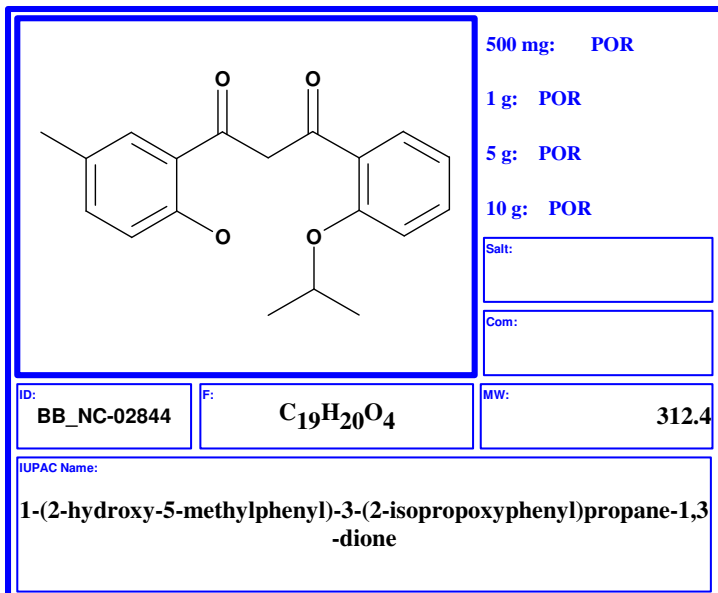 O O
O O
500 mg: POR
1 g: POR
5 g: POR
10 g: POR
Salt:
Com:
ID:
BB_NC-02844
F:
C19H20O4
MW:
312.4
IUPAC Name:
1-(2-hydroxy-5-methylphenyl)-3-(2-isopropoxyphenyl)propane-1,3
-dione